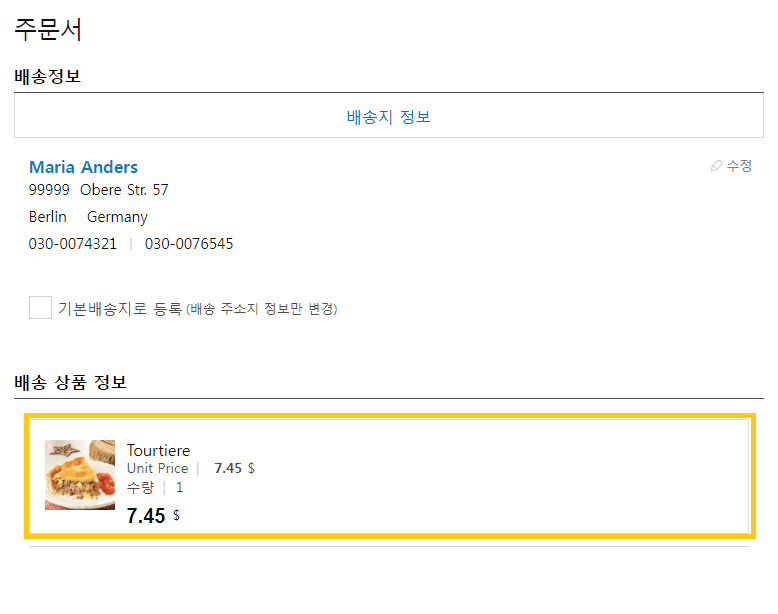 주문서
배송정보
배송지 정보
Maria Anders
수정
99999 Obere Str. 57
Berlin Germany
030-0074321 | 030-0076545
기본배송지로 등록 (배송 주소지 정보만 변경)
배송 상품 정보
Tourtiere
Unit Price | 7.45 $
수량 | 1
7.45 $